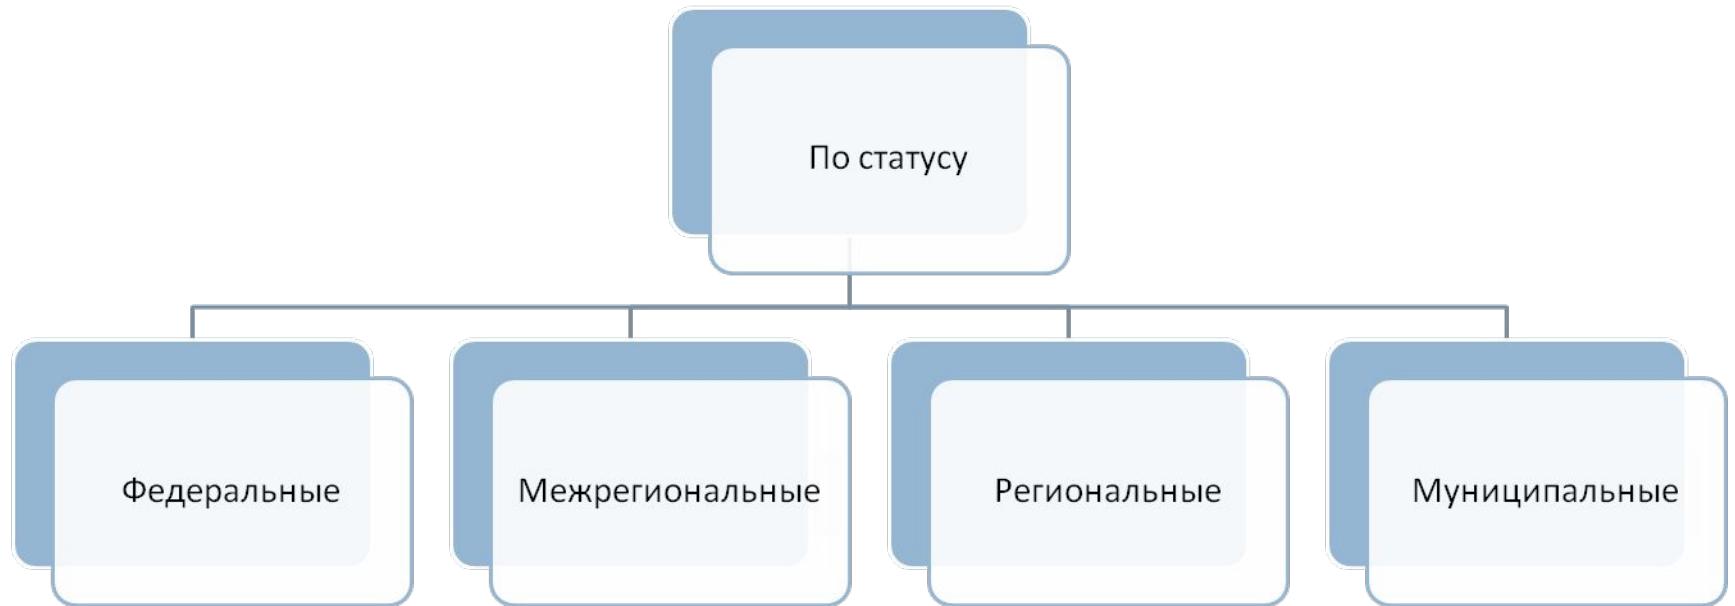 По статусу
Федеральные
Межрегиональные
Региональные
Муниципальные